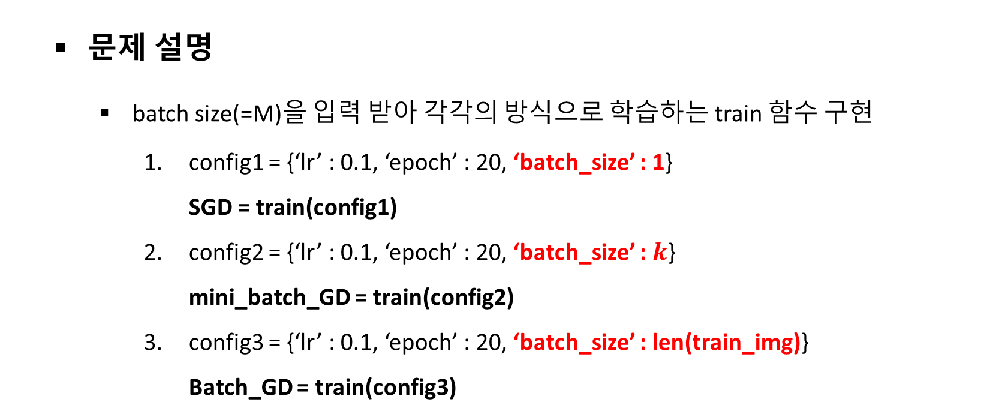 ▪ 문제 설명
▪ batch size(=M)을 입력 받아 각각의 방식으로 학습하는 train 함수 구현
1. config1 = {‘lr’ : 0.1, ‘epoch’ : 20, ‘batch_size’ : 1}
SGD = train(config1)
2. config2 = {‘lr’ : 0.1, ‘epoch’ : 20, ‘batch_size’ : k}
mini_batch_GD = train(config2)
3. config3 = {‘lr’ : 0.1, ‘epoch’ : 20, ‘batch_size’ : len(train_img)}
Batch_GD = train(config3)